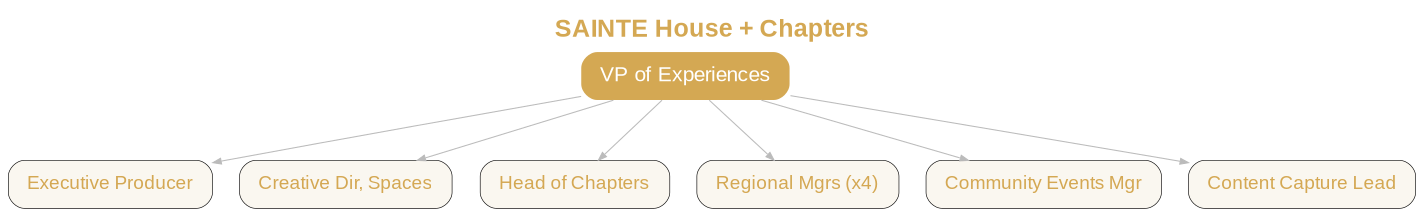 SAINTE House + Chapters
VP of Experiences
Executive Producer
Creative Dir, Spaces
Head of Chapters
Regional Mgrs (x4)
Community Events Mgr
Content Capture Lead